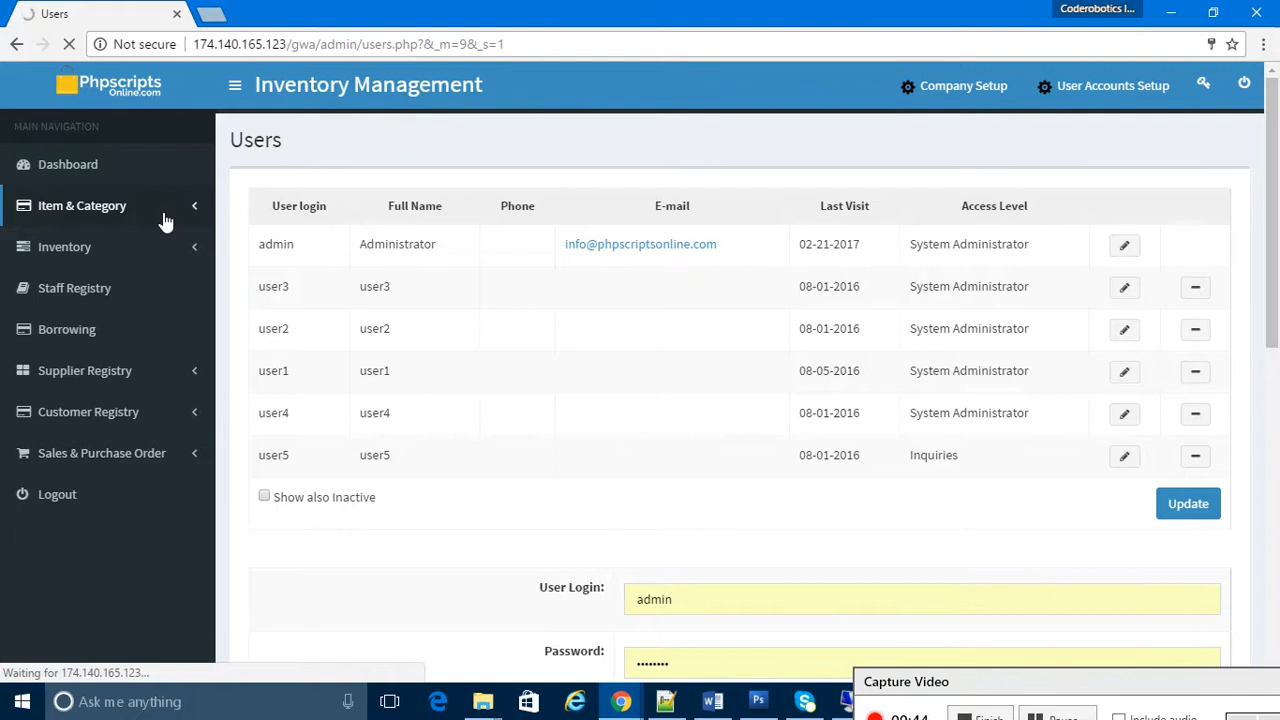 Users
Coderobotics I...
Not secure 174.140.165.123/gwa/admin/users.php?&_m=9&_s=1
Phpscripts
Online.com
Inventory Management
Company Setup
User Accounts Setup
MAIN NAVIGATION
Dashboard
Item & Category
Inventory
Staff Registry
Borrowing
Supplier Registry
Customer Registry
Sales & Purchase Order
Logout
Users
User login Full Name Phone E-mail Last Visit Access Level
admin Administrator info@phpscriptsonline.com 02-21-2017 System Administrator
user3 user3 08-01-2016 System Administrator
user2 user2 08-01-2016 System Administrator
user1 user1 08-05-2016 System Administrator
user4 user4 08-01-2016 System Administrator
user5 user5 08-01-2016 Inquiries
Show also Inactive
Update
User Login: admin
Password: ••••••••
Waiting for 174.140.165.123...
Capture Video
00:44 Finish Pause Include audio
Ask me anything